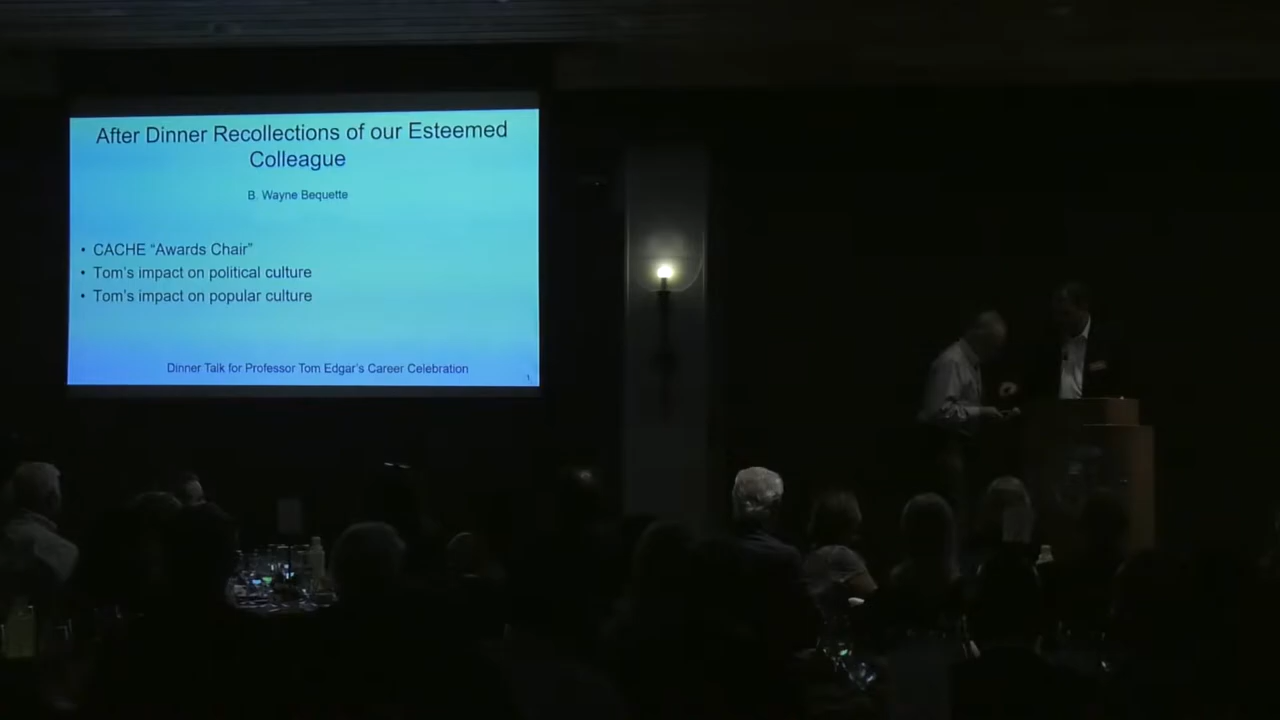 After Dinner Recollections of our Esteemed
Colleague
B. Wayne Bequette
• CACHE “Awards Chair”
• Tom’s impact on political culture
• Tom’s impact on popular culture
Dinner Talk for Professor Tom Edgar’s Career Celebration
1